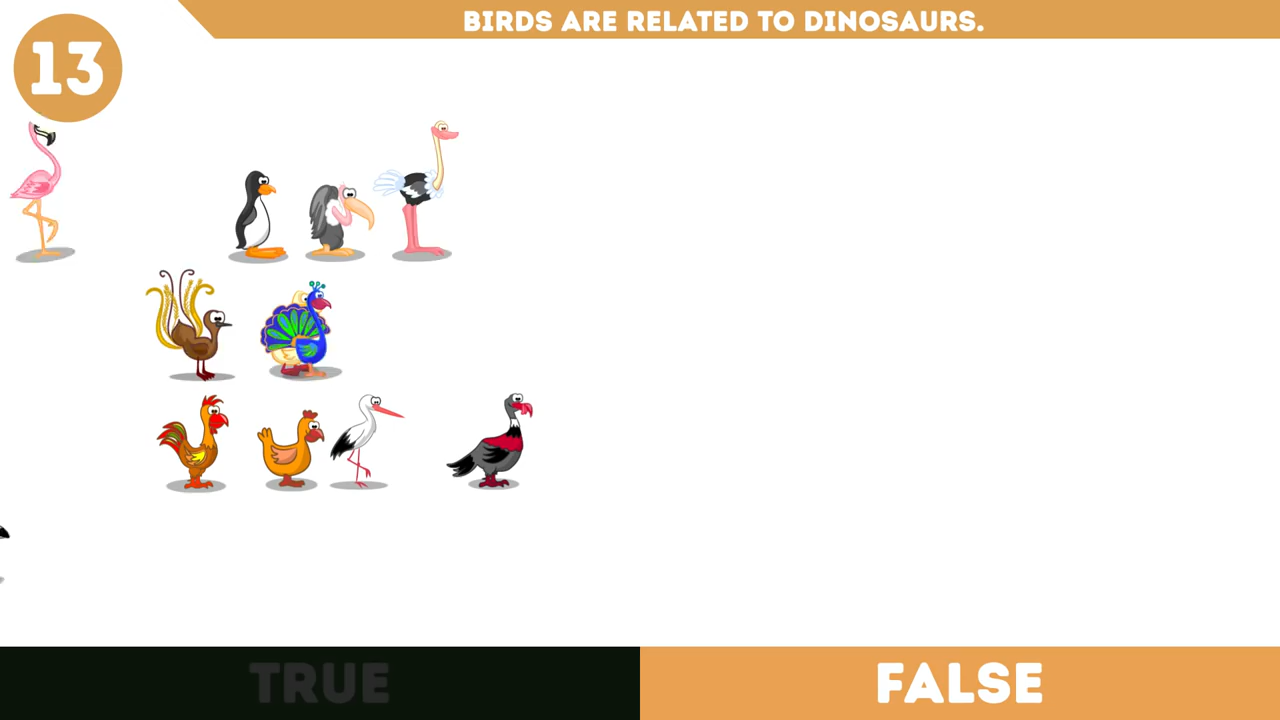 BIRDS ARE RELATED TO DINOSAURS.
13
TRUE
FALSE